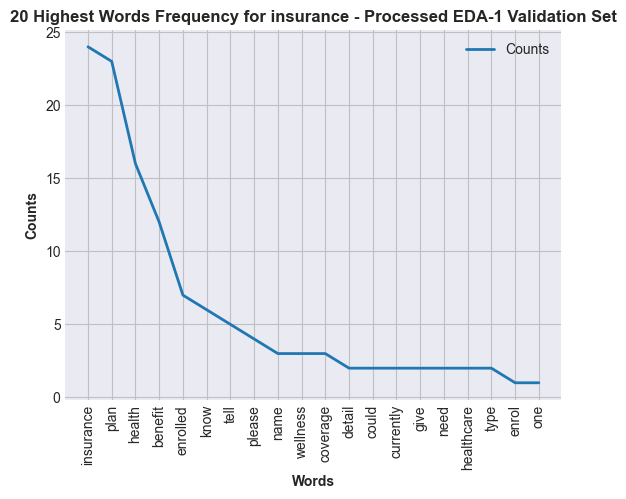 20 Highest Words Frequency for insurance - Processed EDA-1 Validation Set
Counts
25
20
15
10
5
0
Counts
insurance
plan
health
benefit
enrolled
know
tell
please
name
wellness
coverage
detail
could
currently
give
need
healthcare
type
enrol
one
Words